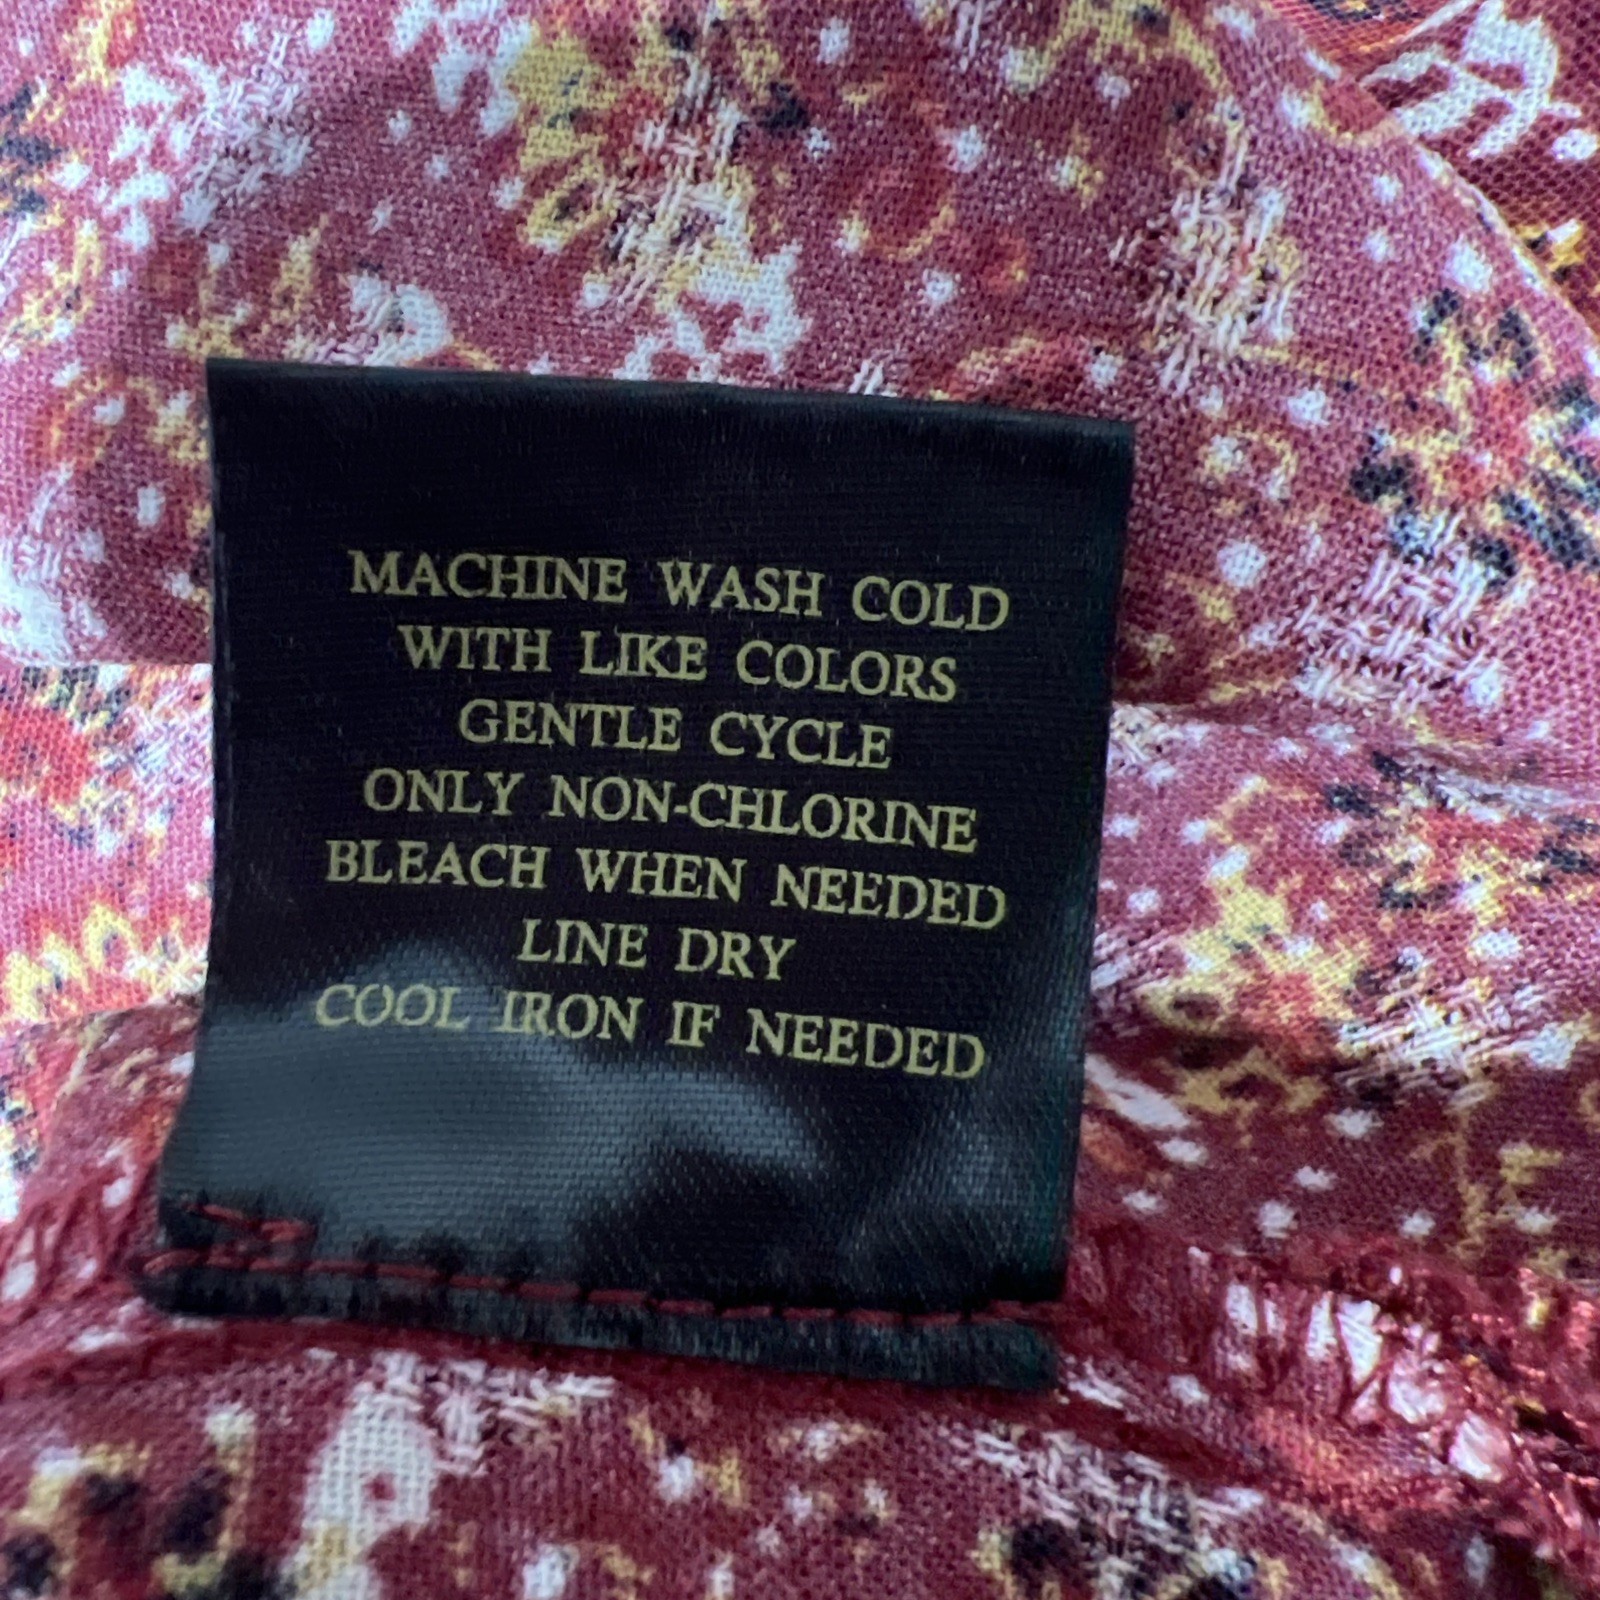 MACHINE WASH COLD
WITH LIKE COLORS
GENTLE CYCLE
ONLY NON-CHLORINE
BLEACH WHEN NEEDED
LINE DRY
COOL IRON IF NEEDED